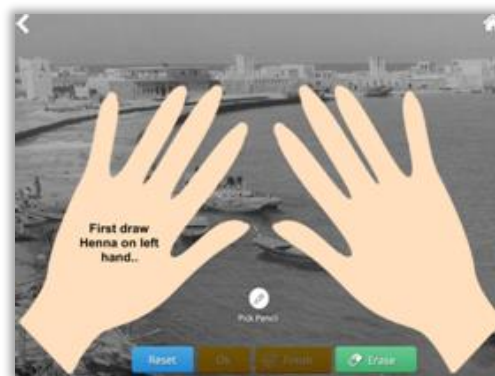 First draw
Henna on left
hand..
Pick Pencil
Reset
Ok
Finish
Erase